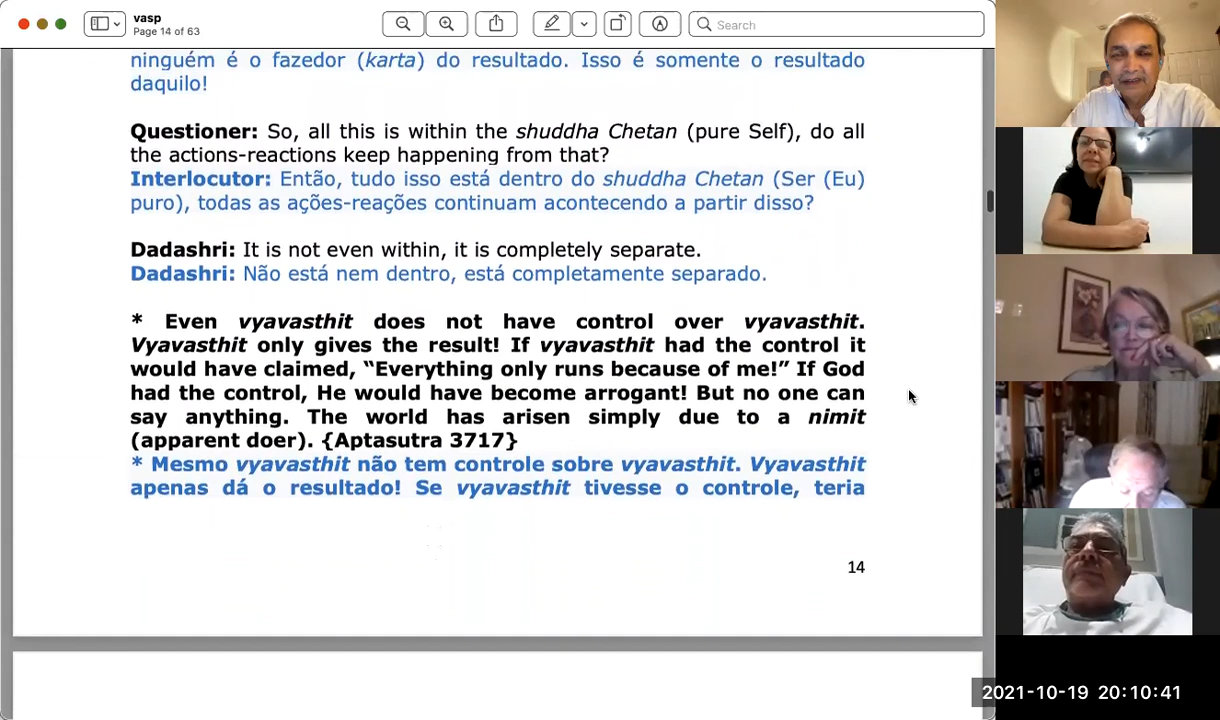 vasp
Page 14 of 63
Search
ninguém é o fazedor (karta) do resultado. Isso é somente o resultado
daquilo!
Questioner: So, all this is within the shuddha Chetan (pure Self), do all
the actions-reactions keep happening from that?
Interlocutor: Então, tudo isso está dentro do shuddha Chetan (Ser (Eu)
puro), todas as ações-reações continuam acontecendo a partir disso?
Dadashri: It is not even within, it is completely separate.
Dadashri: Não está nem dentro, está completamente separado.
* Even vyavasthit does not have control over vyavasthit.
Vyavasthit only gives the result! If vyavasthit had the control it
would have claimed, “Everything only runs because of me!” If God
had the control, He would have become arrogant! But no one can
say anything. The world has arisen simply due to a nimit
(apparent doer). {Aptasutra 3717}
* Mesmo vyavasthit não tem controle sobre vyavasthit. Vyavasthit
apenas dá o resultado! Se vyavasthit tivesse o controle, teria
14
2021-10-19 20:10:41